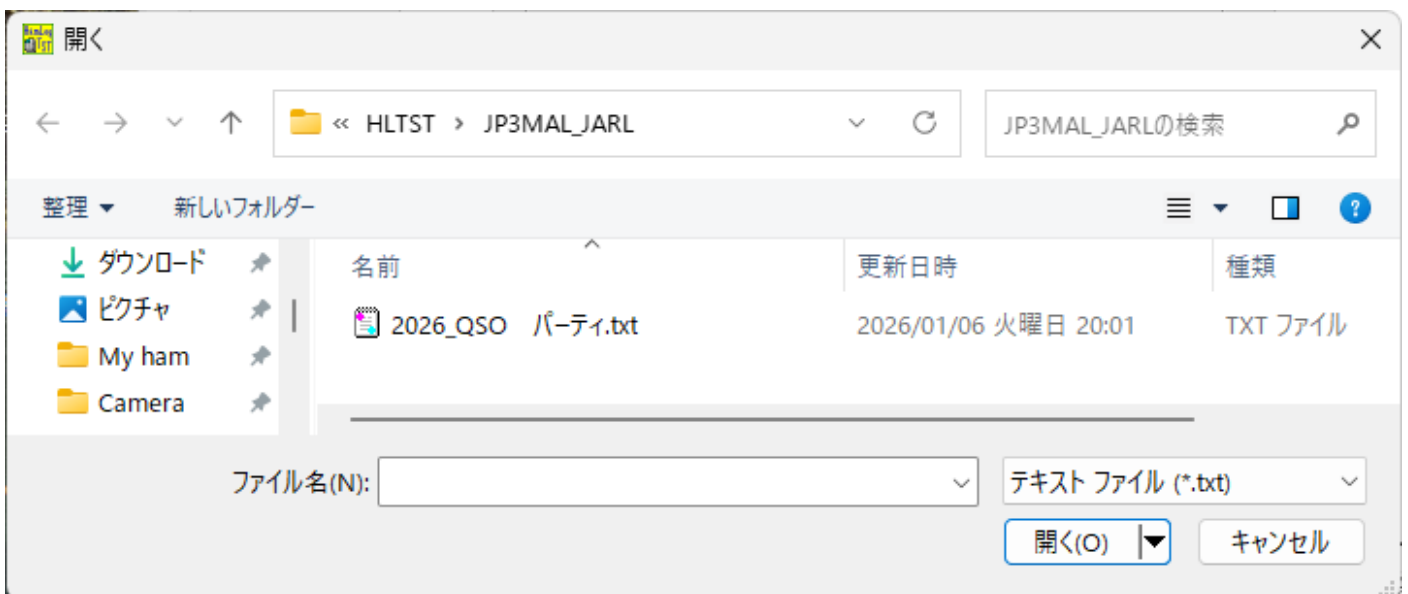 開く
« HLTST > JP3MAL_JARL
JP3MAL_JARLの検索
整理 新しいフォルダー
ダウンロード
ピクチャ
My ham
Camera
名前 更新日時 種類
2026_QSO　パーティ.txt 2026/01/06 火曜日 20:01 TXT ファイル
ファイル名(N): テキスト ファイル (*.txt)
開く(O) キャンセル